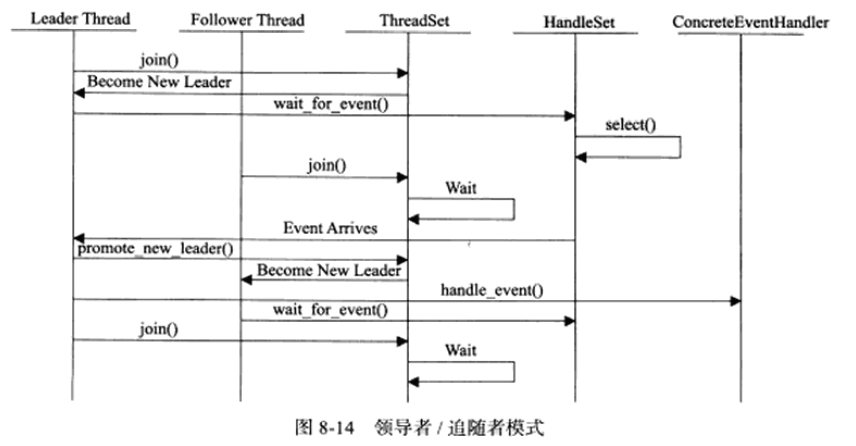 Leader Thread Follower Thread ThreadSet HandleSet ConcreteEventHandler
join()
Become New Leader
wait_for_event()
select()
join()
Wait
Event Arrives
promote_new_leader()
Become New Leader
handle_event()
wait_for_event()
join()
Wait
图 8-14 领导者 / 追随者模式